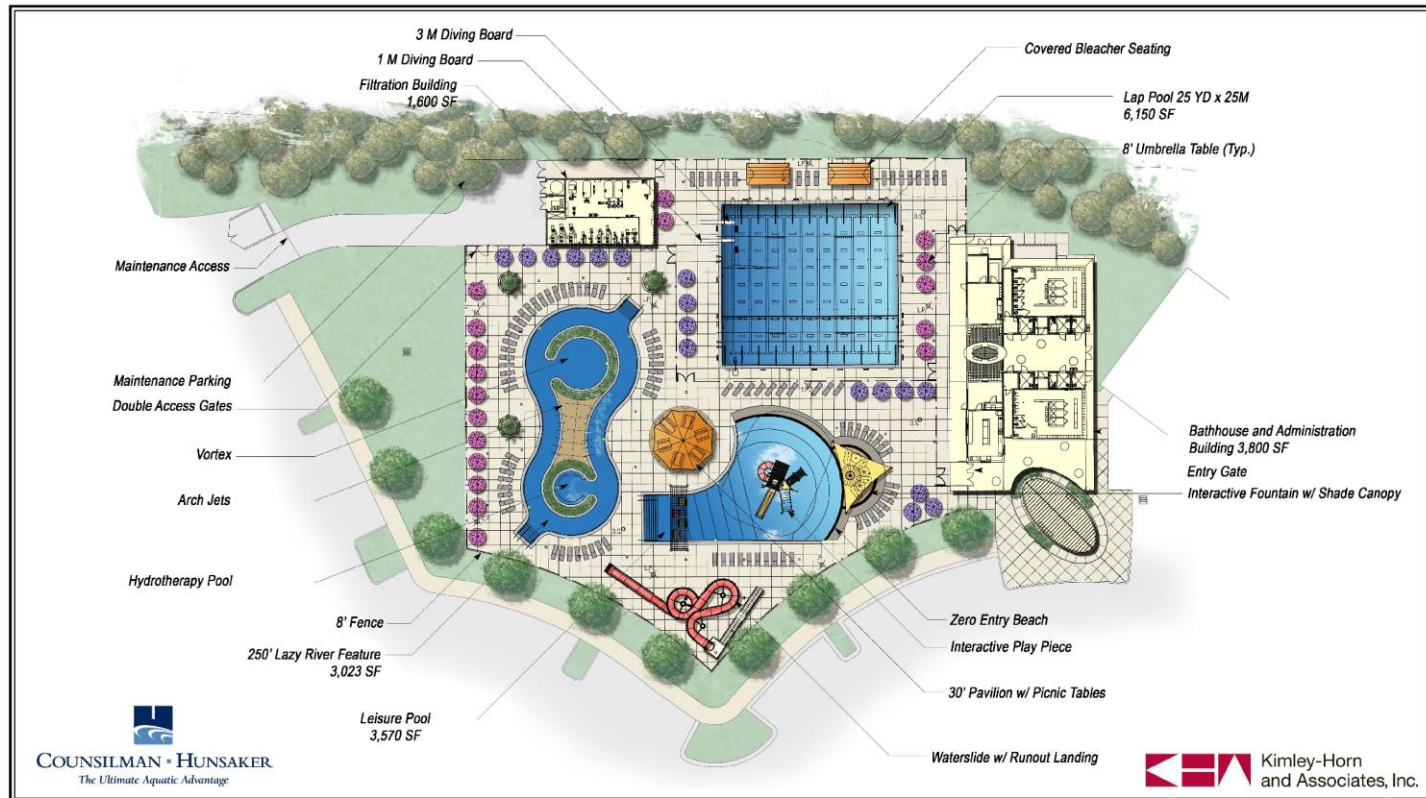 3 M Diving Board
1 M Diving Board
Filtration Building
1,600 SF
Covered Bleacher Seating
Lap Pool 25 YD x 25M
6,150 SF
8' Umbrella Table (Typ.)
Maintenance Access
Maintenance Parking
Double Access Gates
Vortex
Arch Jets
Hydrotherapy Pool
8' Fence
250' Lazy River Feature
3,023 SF
Leisure Pool
3,570 SF
Bathhouse and Administration
Building 3,800 SF
Entry Gate
Interactive Fountain w/ Shade Canopy
Zero Entry Beach
Interactive Play Piece
30' Pavilion w/ Picnic Tables
Waterslide w/ Runout Landing
COUNSILMAN • HUNSAKER
The Ultimate Aquatic Advantage
Kimley-Horn
and Associates, Inc.